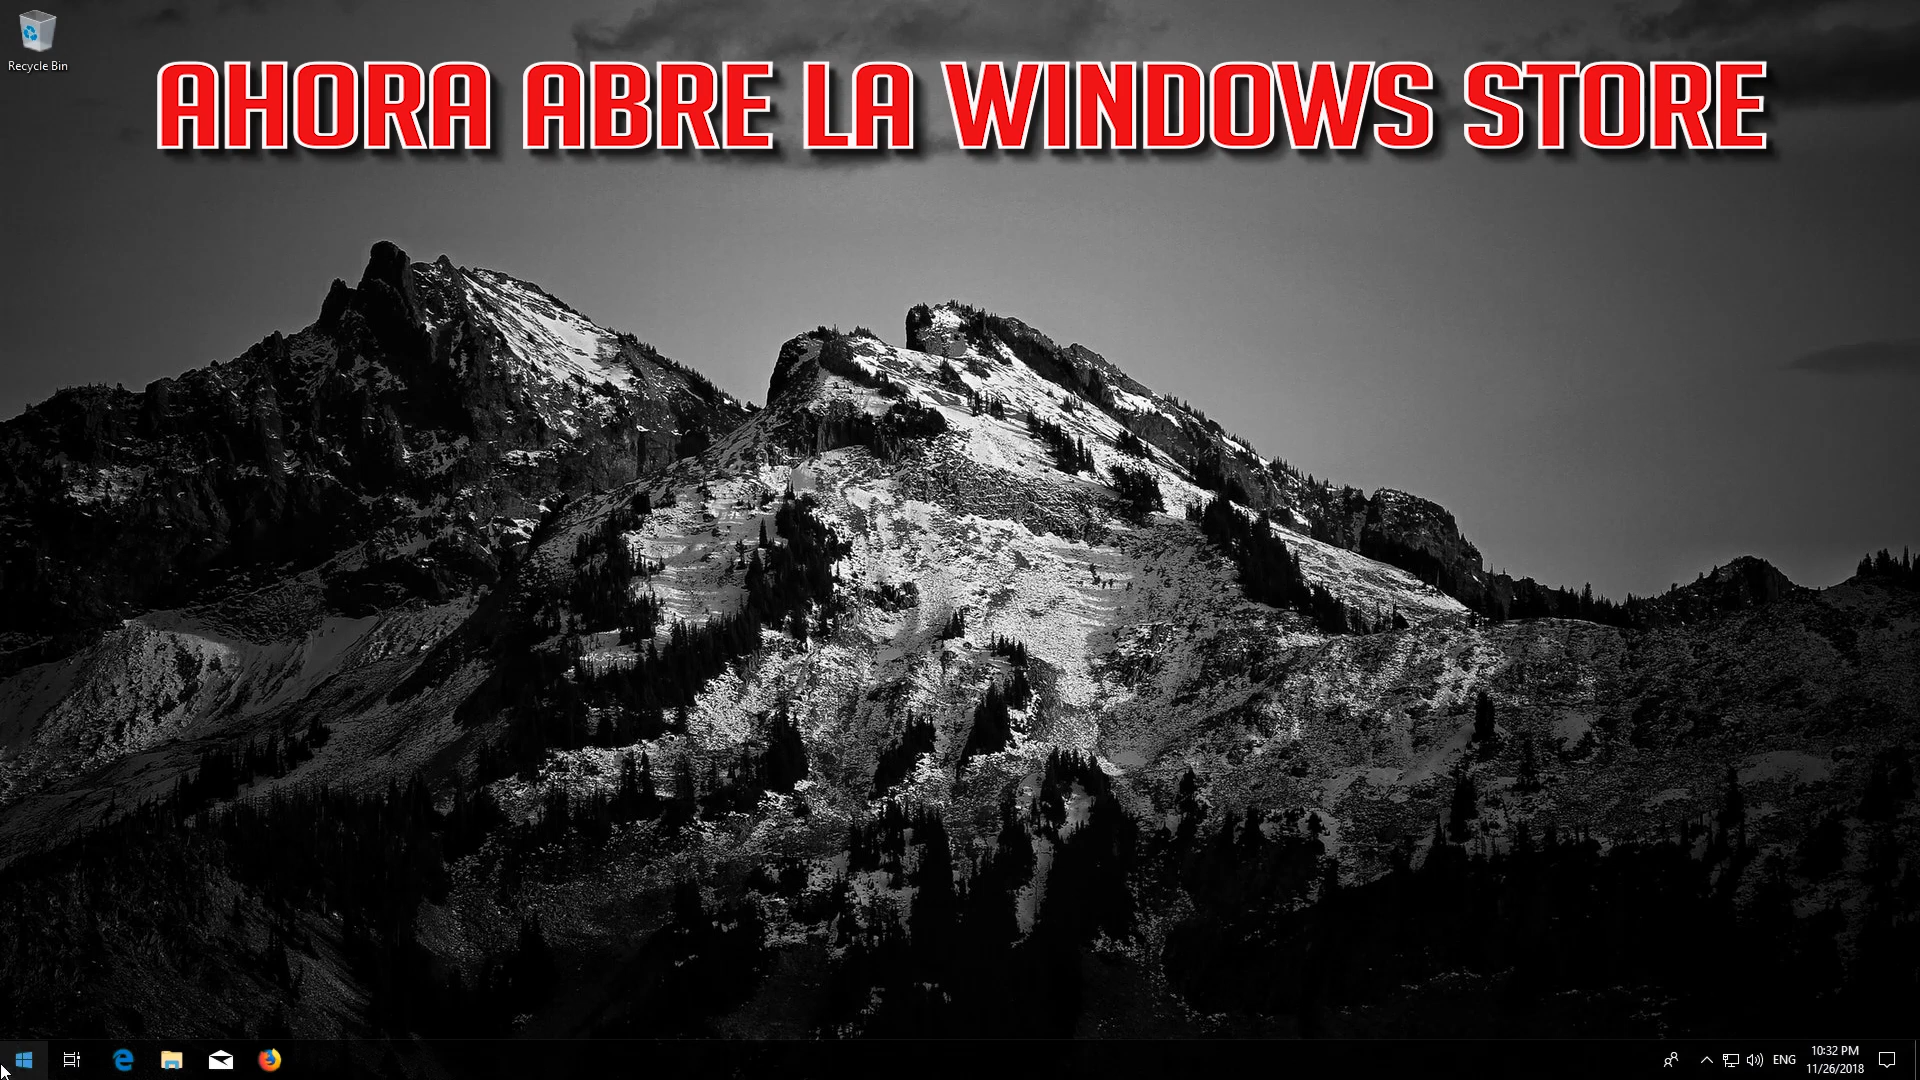 Recycle Bin
AHORA ABRE LA WINDOWS STORE
ENG
10:32 PM
11/26/2018